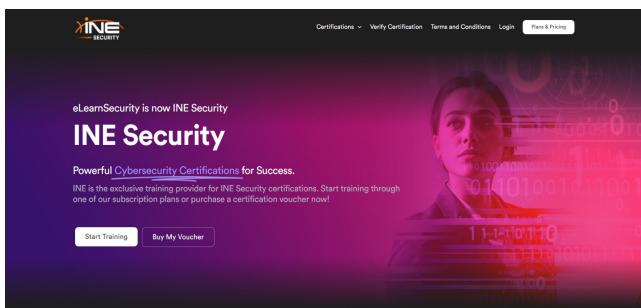 INE
SECURITY
Certifications
Verify Certification
Terms and Conditions
Login
Plans & Pricing
eLearnSecurity is now INE Security
INE Security
Powerful Cybersecurity Certifications for Success.
INE is the exclusive training provider for INE Security certifications. Start training through
one of our subscription plans or purchase a certification voucher now!
Start Training
Buy My Voucher